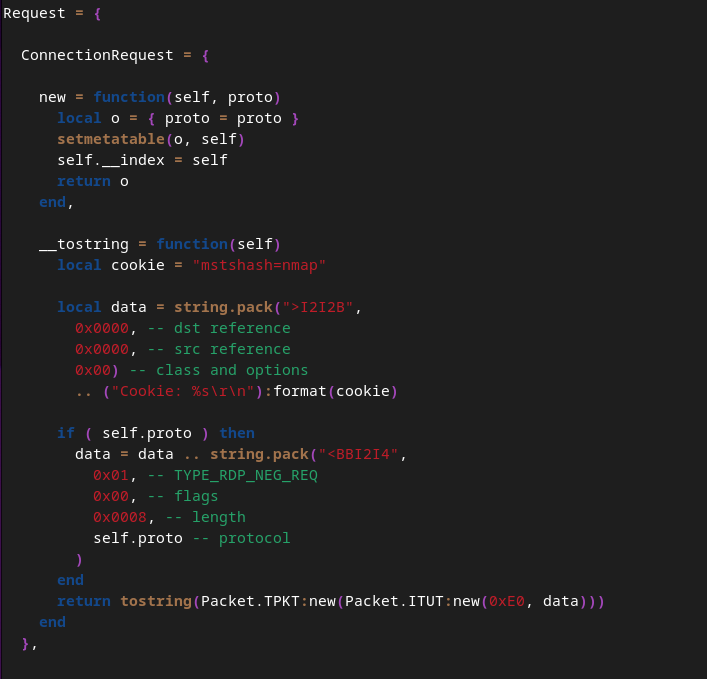 Request = {
ConnectionRequest = {
new = function(self, proto)
local o = { proto = proto }
setmetatable(o, self)
self.__index = self
return o
end,
__tostring = function(self)
local cookie = "mstshash=nmap"
local data = string.pack(">I2I2B",
0x0000, -- dst reference
0x0000, -- src reference
0x00) -- class and options
.. ("Cookie: %s\r\n"):format(cookie)
if ( self.proto ) then
data = data .. string.pack("<BBI2I4",
0x01, -- TYPE_RDP_NEG_REQ
0x00, -- flags
0x0008, -- length
self.proto -- protocol
)
end
return tostring(Packet.TPKT:new(Packet.ITUT:new(0xE0, data)))
end
},